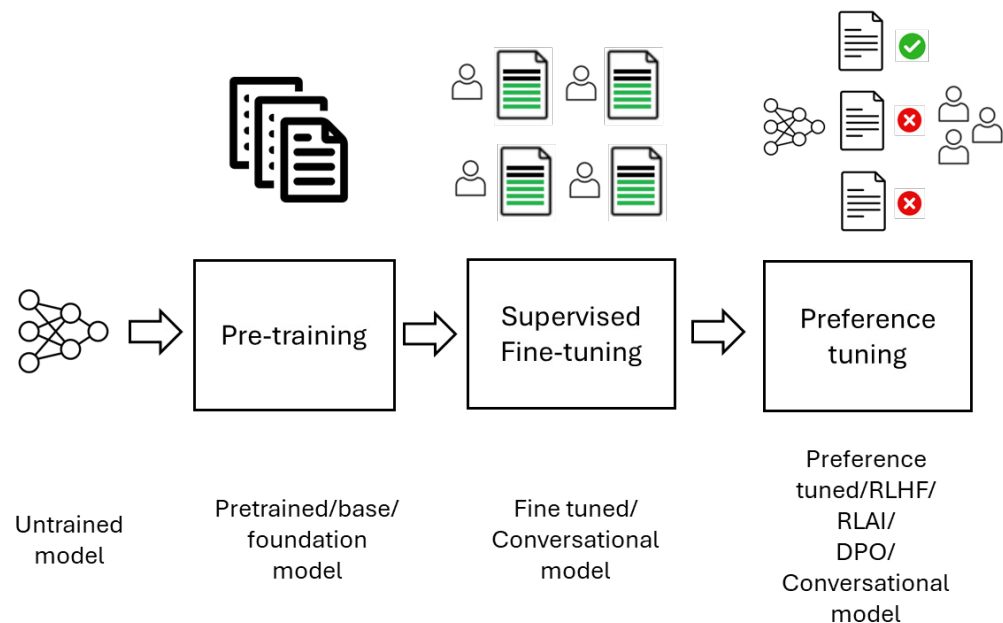 Pre-training
Supervised
Fine-tuning
Preference
tuning
Untrained
model
Pretrained/base/
foundation
model
Fine tuned/
Conversational
model
Preference
tuned/RLHF/
RLAI/
DPO/
Conversational
model